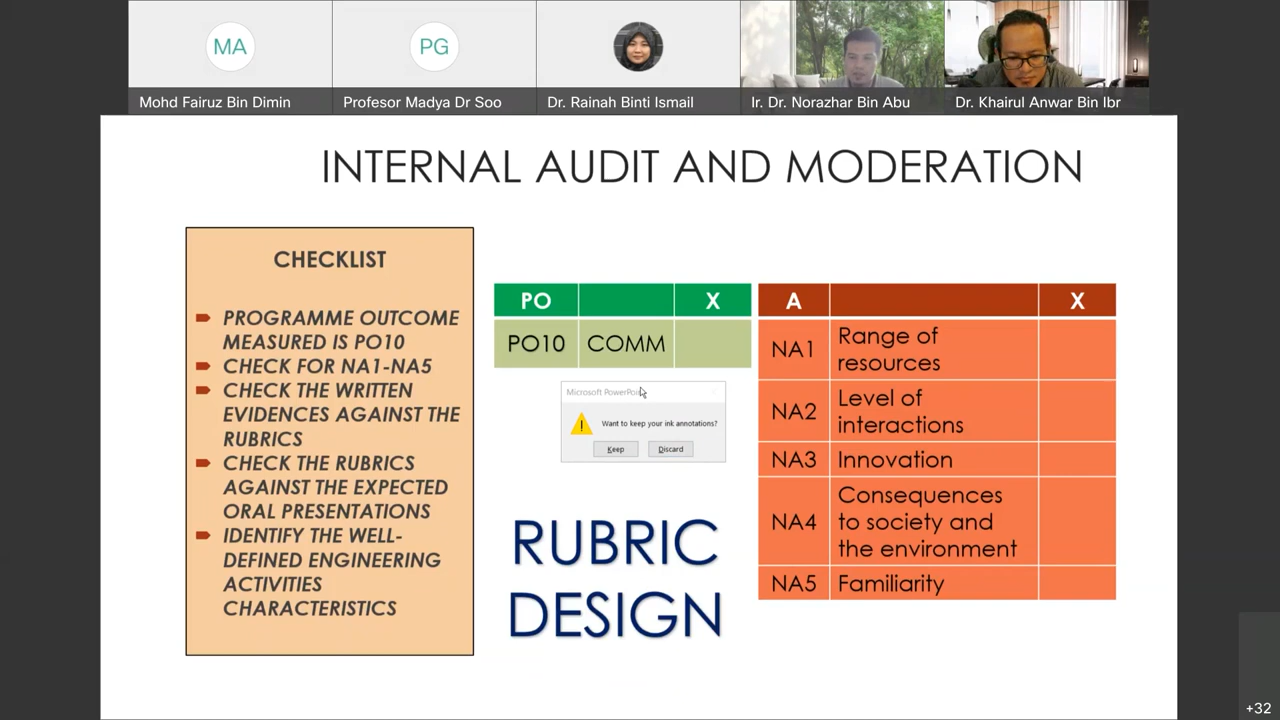 MA
PG
Mohd Fairuz Bin Dimin
Profesor Madya Dr Soo
Dr. Rainah Binti Ismail
Ir. Dr. Norazhar Bin Abu
Dr. Khairul Anwar Bin Ibr
INTERNAL AUDIT AND MODERATION
CHECKLIST
PROGRAMME OUTCOME
MEASURED IS PO10
CHECK FOR NA1-NA5
CHECK THE WRITTEN
EVIDENCES AGAINST THE
RUBRICS
CHECK THE RUBRICS
AGAINST THE EXPECTED
ORAL PRESENTATIONS
IDENTIFY THE WELL-
DEFINED ENGINEERING
ACTIVITIES
CHARACTERISTICS
PO X
PO10 COMM
Microsoft PowerPoint
Want to keep your ink annotations?
Keep Discard
RUBRIC
DESIGN
A X
NA1 Range of
resources
NA2 Level of
interactions
NA3 Innovation
NA4 Consequences
to society and
the environment
NA5 Familiarity
+32